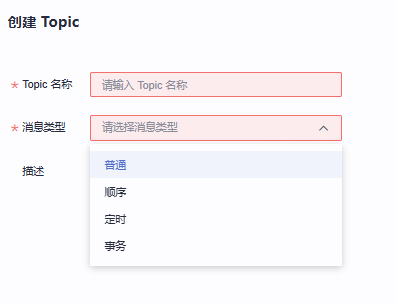 创建 Topic
* Topic 名称
请输入 Topic 名称
* 消息类型
请选择消息类型
描述
普通
顺序
定时
事务